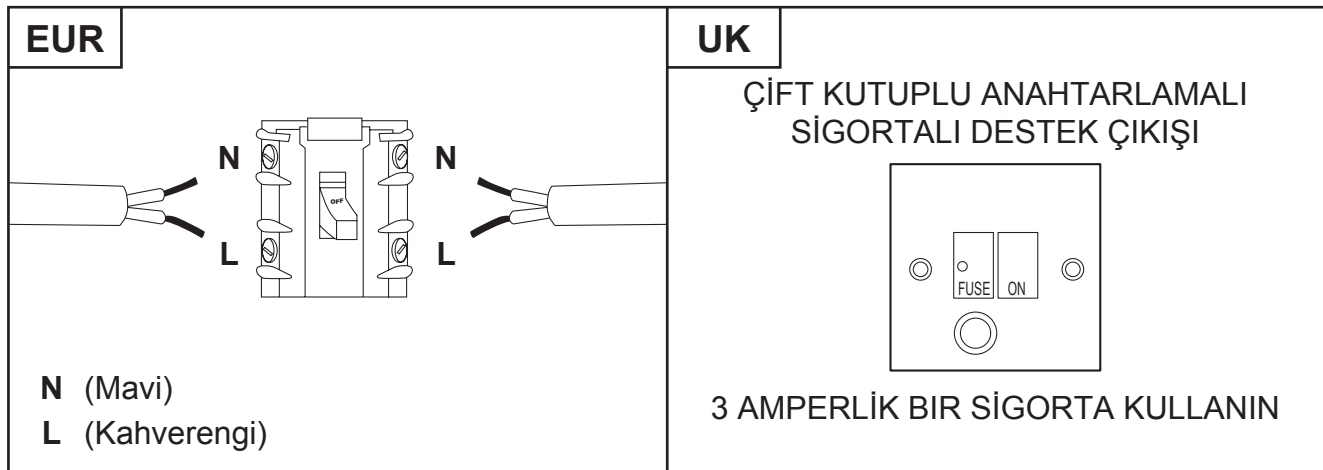 EUR
N
N
OFF
L
L
N (Mavi)
L (Kahverengi)
UK
ÇİFT KUTUPLU ANAHTARLAMALI
SİGORTALI DESTEK ÇIKIŞI
FUSE ON
3 AMPERLİK BIR SİGORTA KULLANIN